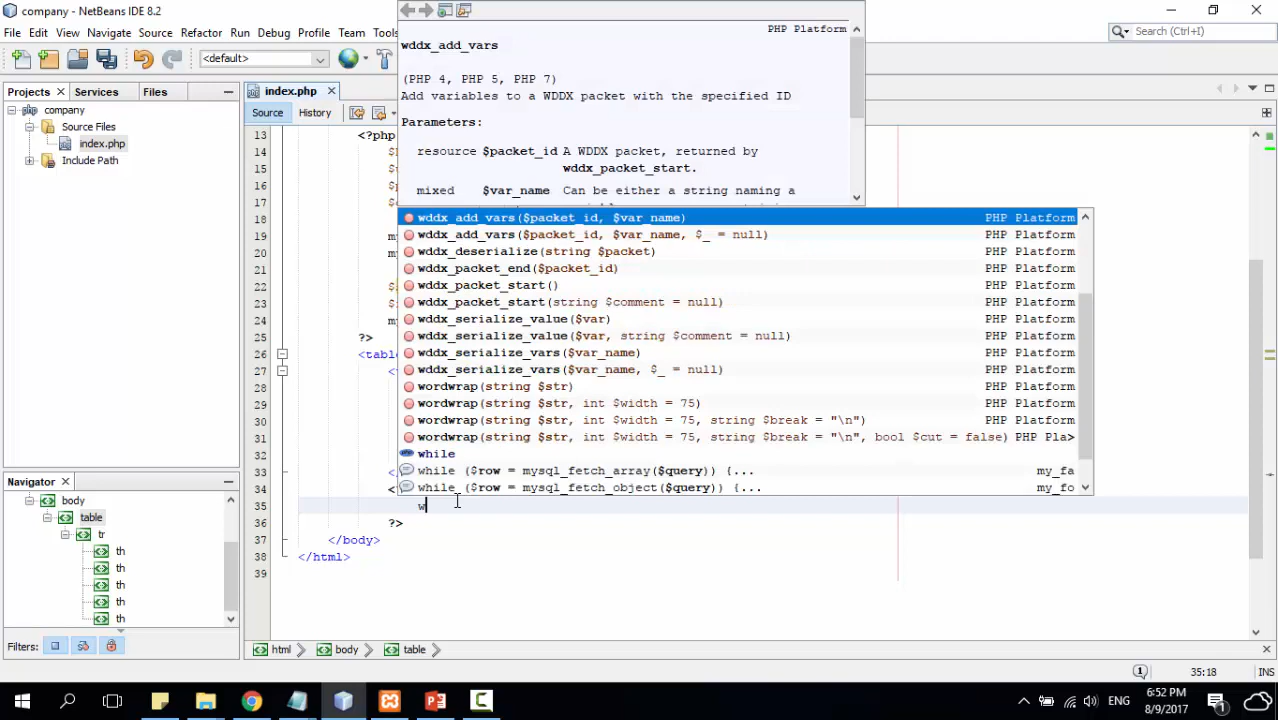 company - NetBeans IDE 8.2
File Edit View Navigate Source Refactor Run Debug Profile Team Tools
Search (Ctrl+I)
<default>
Projects Services Files
company
Source Files
index.php
Include Path
index.php
Source History
wddx_add_vars
PHP Platform
(PHP 4, PHP 5, PHP 7)
Add variables to a WDDX packet with the specified ID
Parameters:
resource $packet_id A WDDX packet, returned by
wddx_packet_start.
mixed $var_name Can be either a string naming a
wddx_add_vars($packet_id, $var_name) PHP Platform
wddx_add_vars($packet_id, $var_name, $_ = null) PHP Platform
wddx_deserialize(string $packet) PHP Platform
wddx_packet_end($packet_id) PHP Platform
wddx_packet_start() PHP Platform
wddx_packet_start(string $comment = null) PHP Platform
wddx_serialize_value($var) PHP Platform
wddx_serialize_value($var, string $comment = null) PHP Platform
wddx_serialize_vars($var_name) PHP Platform
wddx_serialize_vars($var_name, $_ = null) PHP Platform
wordwrap(string $str) PHP Platform
wordwrap(string $str, int $width = 75) PHP Platform
wordwrap(string $str, int $width = 75, string $break = "\n") PHP Platform
wordwrap(string $str, int $width = 75, string $break = "\n", bool $cut = false) PHP Pla>
while
while ($row = mysql_fetch_array($query)) {... my_fa
while ($row = mysql_fetch_object($query)) {... my_fo
13 <?php
14
15
16
17
18
19
20
21
22
23
24
25 ?>
26 <table
27
28
29
30
31
32
33
34
35 w
36 ?>
37 </body>
38 </html>
39
Navigator
body
table
tr
th
th
th
th
th
Filters:
html body table
1 35:18 INS
ENG 6:52 PM
8/9/2017
1